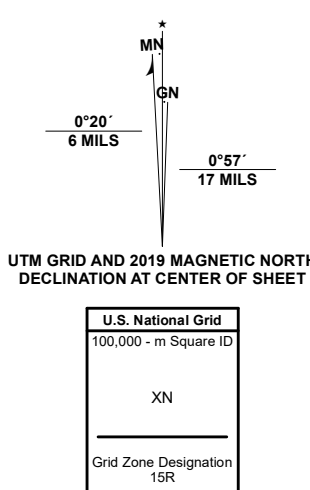 ★
MN
GN
0°20´
6 MILS
0°57´
17 MILS
UTM GRID AND 2019 MAGNETIC NORTH
DECLINATION AT CENTER OF SHEET
U.S. National Grid
100,000 - m Square ID
XN
Grid Zone Designation
15R